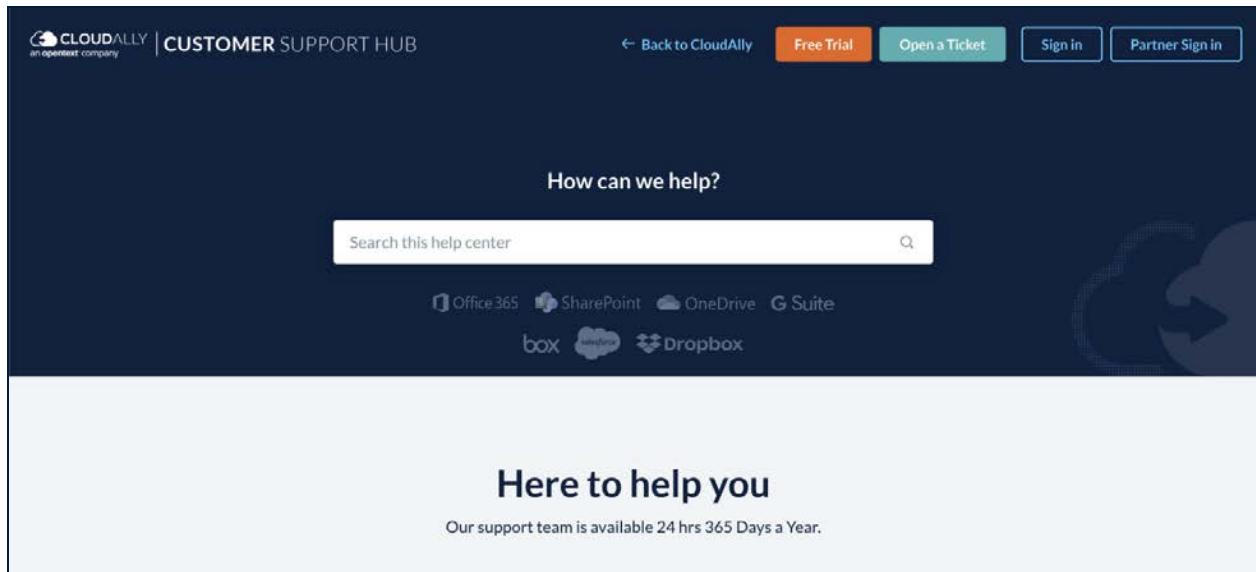 CLOUDALLY
an opentext company
CUSTOMER SUPPORT HUB
← Back to CloudAlly
Free Trial
Open a Ticket
Sign in
Partner Sign in
How can we help?
Search this help center
Office 365 SharePoint OneDrive G Suite
box salesforce Dropbox
Here to help you
Our support team is available 24 hrs 365 Days a Year.